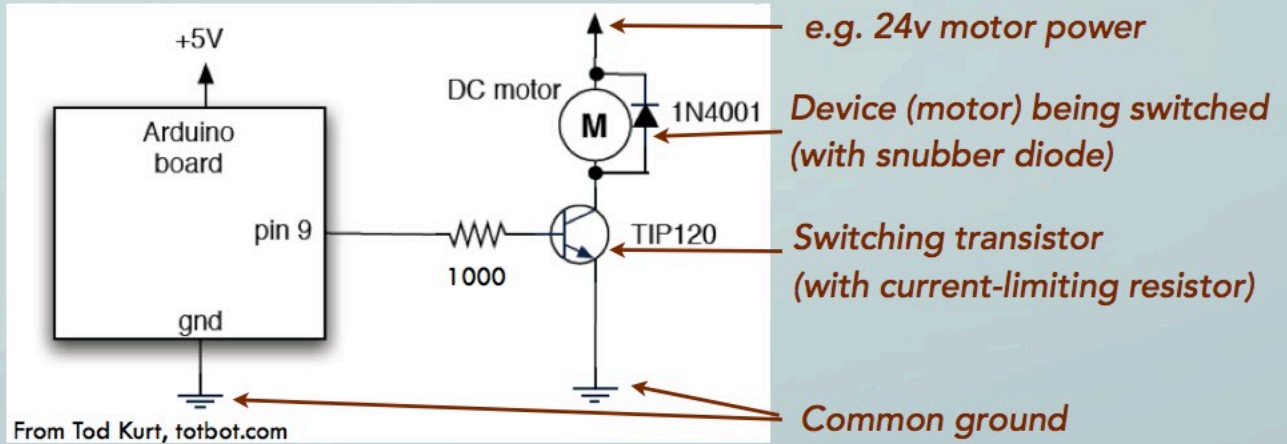 +5V
Arduino
board
pin 9
gnd
1000
DC motor
M
1N4001
TIP120
e.g. 24v motor power
Device (motor) being switched
(with snubber diode)
Switching transistor
(with current-limiting resistor)
Common ground
From Tod Kurt, totbot.com